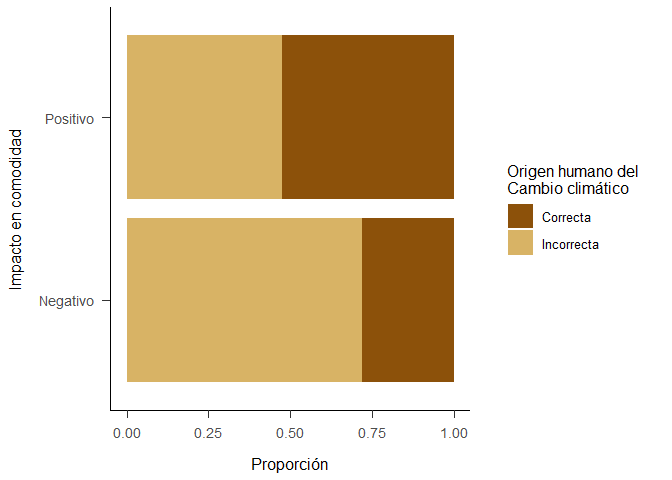 Impacto en comodidad
Positivo
Negativo
0.00
0.25
0.50
0.75
1.00
Proporción
Origen humano del
Cambio climático
Correcta
Incorrecta